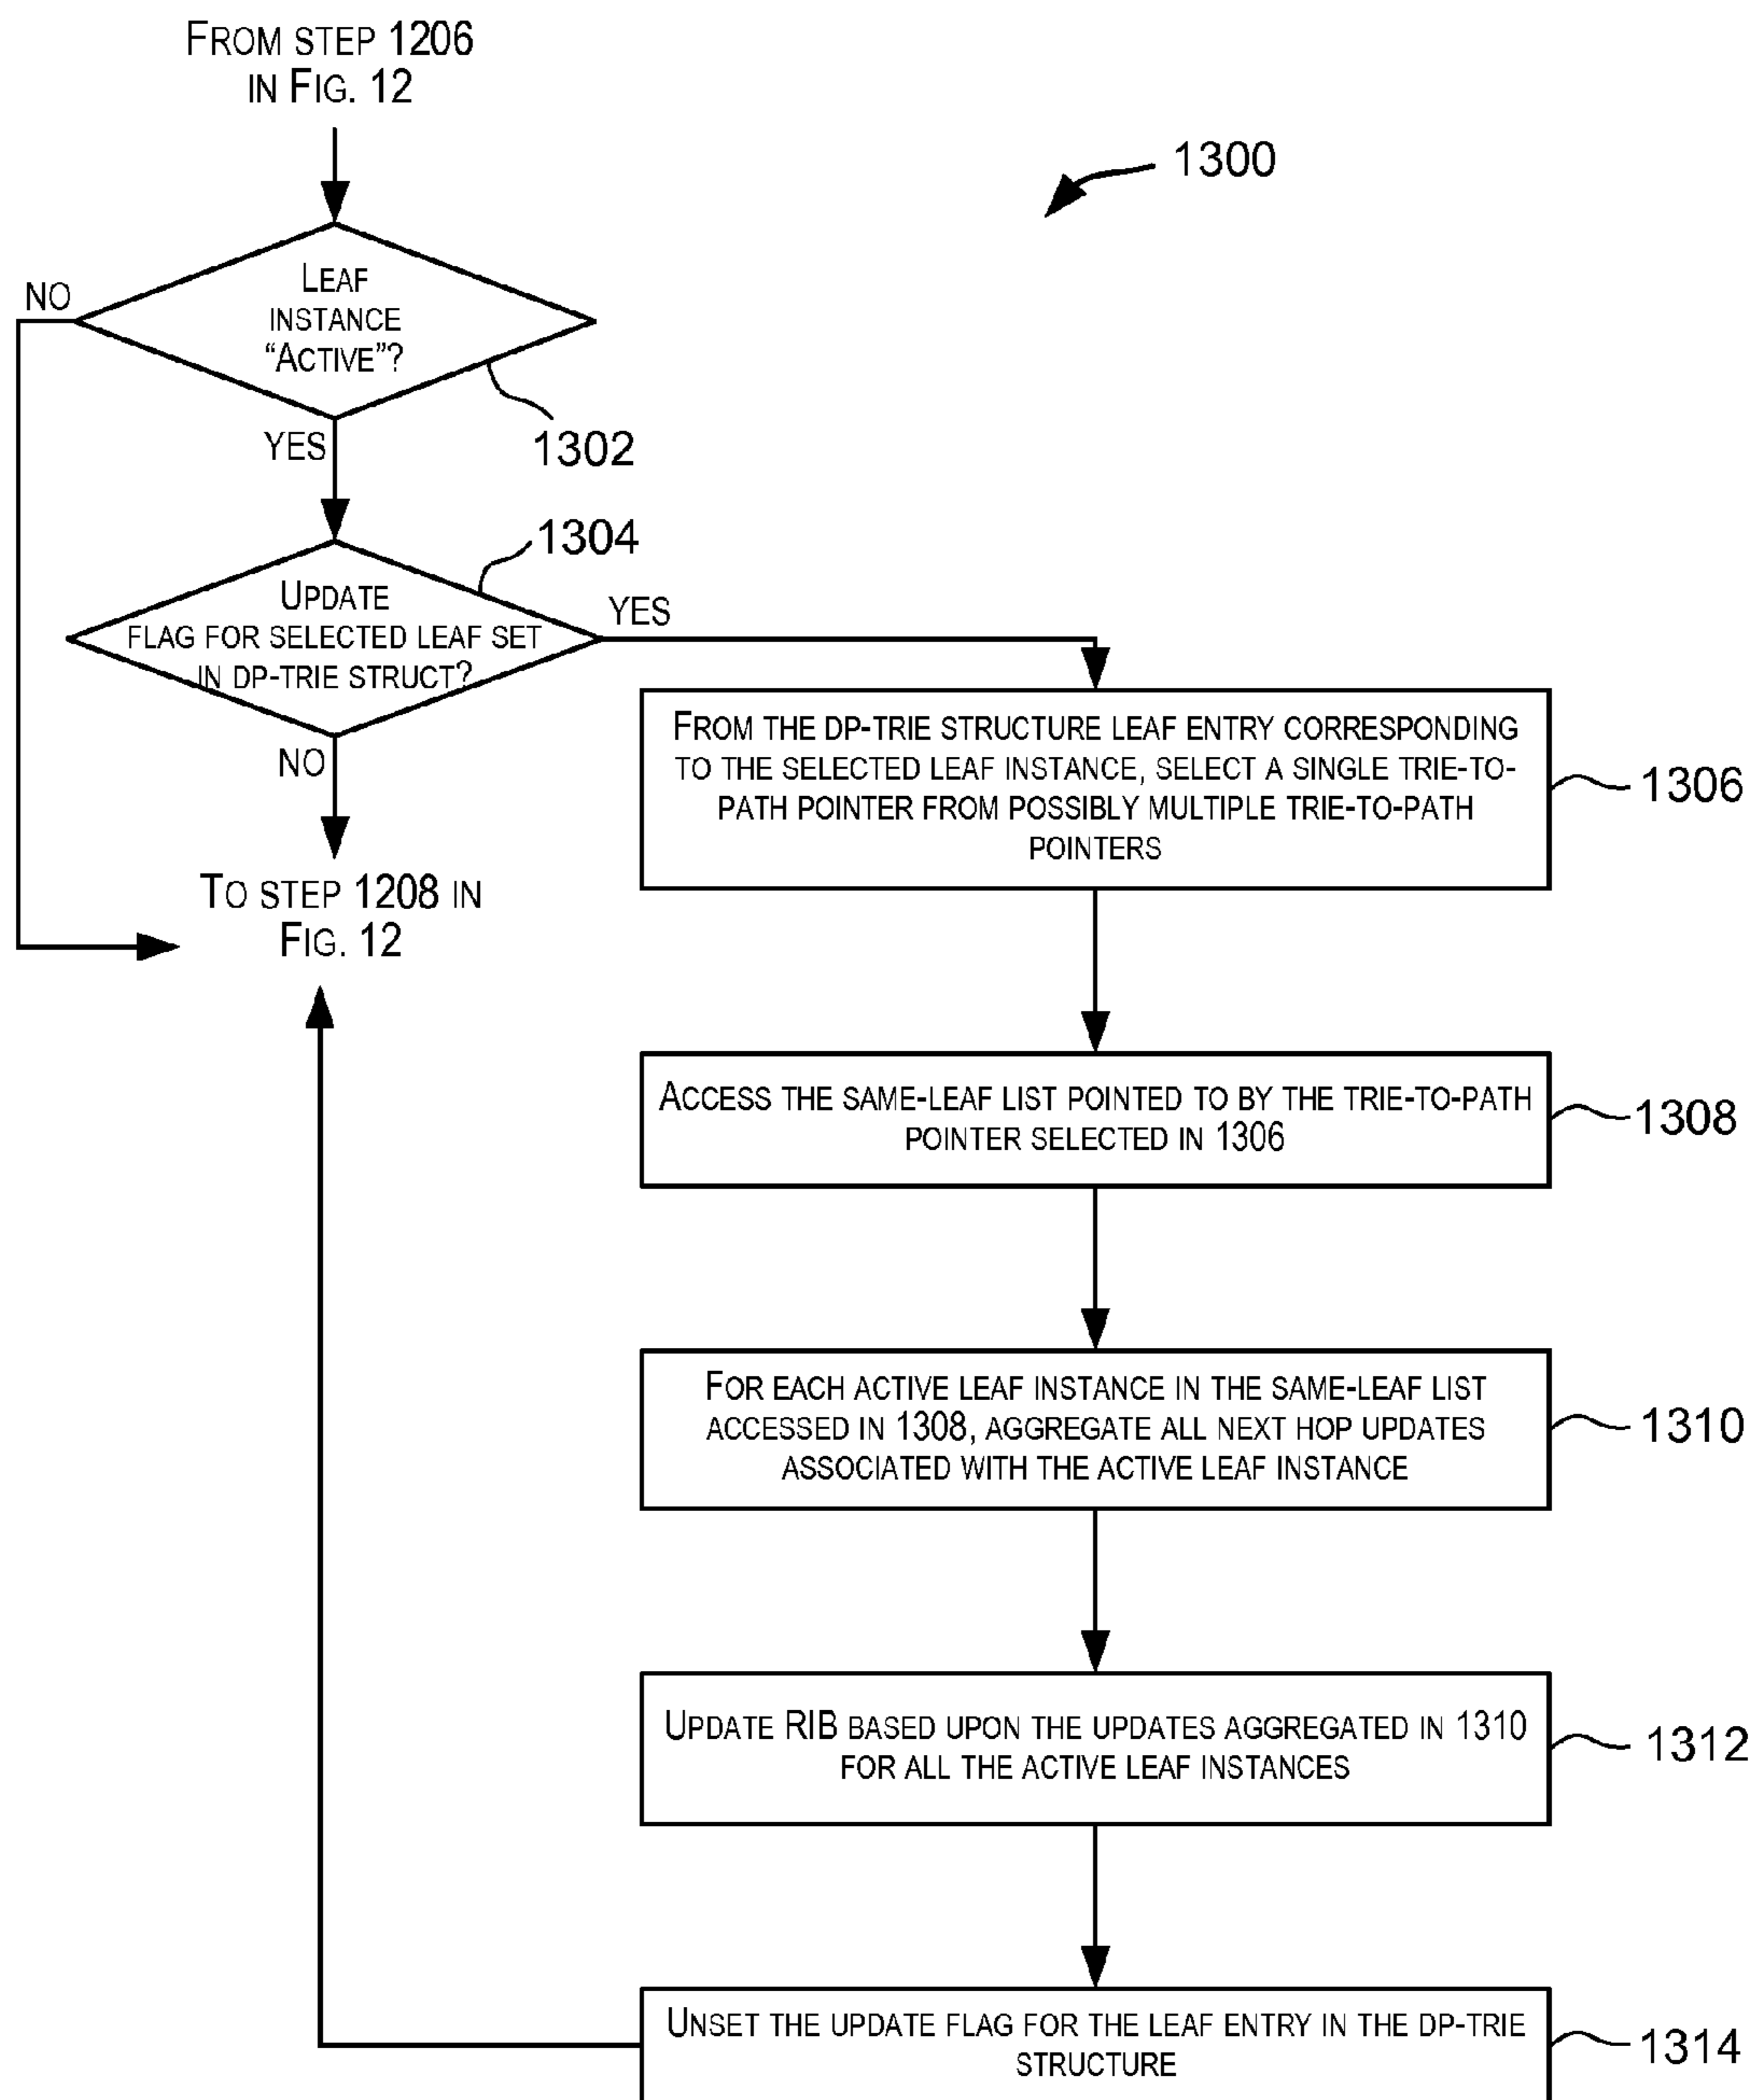 From step 1206
in Fig. 12
1300
Leaf
instance
“Active”?
NO
1302
YES
1304
Update
flag for selected leaf set
in dp-trie struct?
YES
NO
To step 1208 in
Fig. 12
From the dp-trie structure leaf entry corresponding
to the selected leaf instance, select a single trie-to-
path pointer from possibly multiple trie-to-path
pointers
1306
Access the same-leaf list pointed to by the trie-to-path
pointer selected in 1306
1308
For each active leaf instance in the same-leaf list
accessed in 1308, aggregate all next hop updates
associated with the active leaf instance
1310
Update RIB based upon the updates aggregated in 1310
for all the active leaf instances
1312
Unset the update flag for the leaf entry in the dp-trie
structure
1314